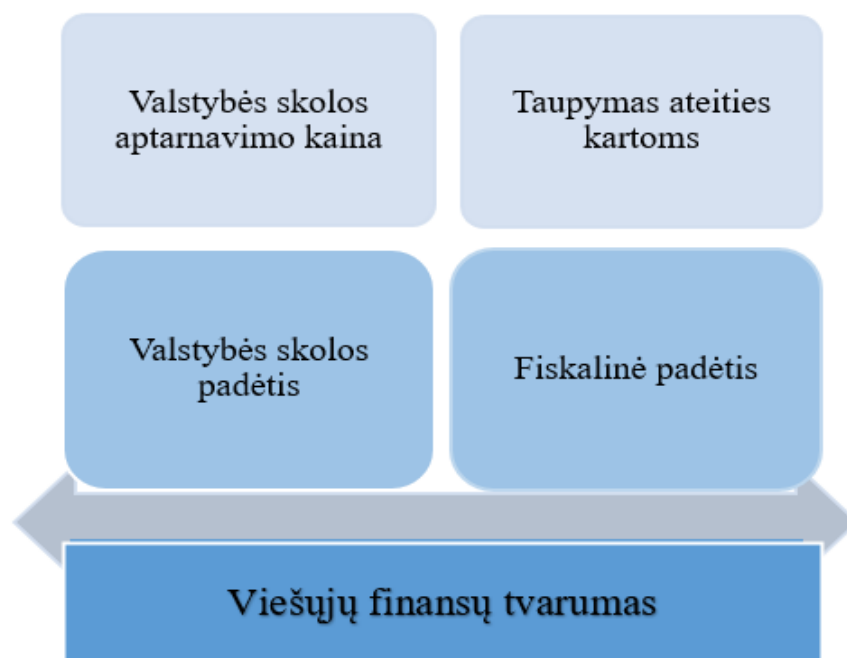 Valstybės skolos
aptarnavimo kaina
Taupymas ateities
kartoms
Valstybės skolos
padėtis
Fiskalinė padėtis
Viešųjų finansų tvarumas